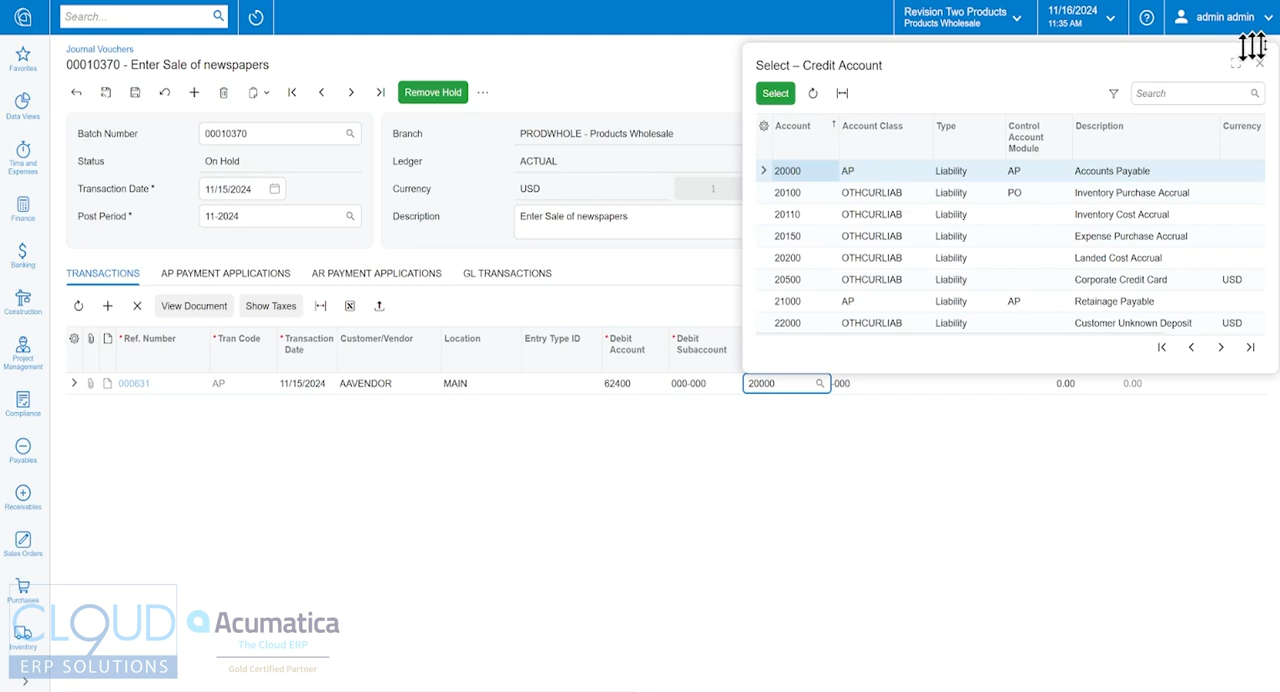 Search...
Revision Two Products
Products Wholesale
11/16/2024
11:35 AM
admin admin
Favorites
Data Views
Time and
Expenses
Finance
Banking
Construction
Project
Management
Compliance
Payables
Receivables
Sales Orders
Purchases
Inventory
Journal Vouchers
00010370 - Enter Sale of newspapers
Remove Hold
Batch Number 00010370
Status On Hold
Transaction Date * 11/15/2024
Post Period * 11-2024
Branch PRODWHOLE - Products Wholesale
Ledger ACTUAL
Currency USD 1
Description Enter Sale of newspapers
TRANSACTIONS AP PAYMENT APPLICATIONS AR PAYMENT APPLICATIONS GL TRANSACTIONS
View Document Show Taxes
* Ref. Number * Tran Code * Transaction Date Customer/Vendor Location Entry Type ID * Debit Account * Debit Subaccount
000631 AP 11/15/2024 AAVENDOR MAIN 62400 000-000 20000 -000 0.00 0.00
Select – Credit Account
Select
Search
Account Account Class Type Control Account Module Description Currency
20000 AP Liability AP Accounts Payable
20100 OTHCURLIAB Liability PO Inventory Purchase Accrual
20110 OTHCURLIAB Liability Inventory Cost Accrual
20150 OTHCURLIAB Liability Expense Purchase Accrual
20200 OTHCURLIAB Liability Landed Cost Accrual
20500 OTHCURLIAB Liability Corporate Credit Card USD
21000 AP Liability AP Retainage Payable
22000 OTHCURLIAB Liability Customer Unknown Deposit USD
CLOUD 9
ERP SOLUTIONS
Acumatica
The Cloud ERP
Gold Certified Partner